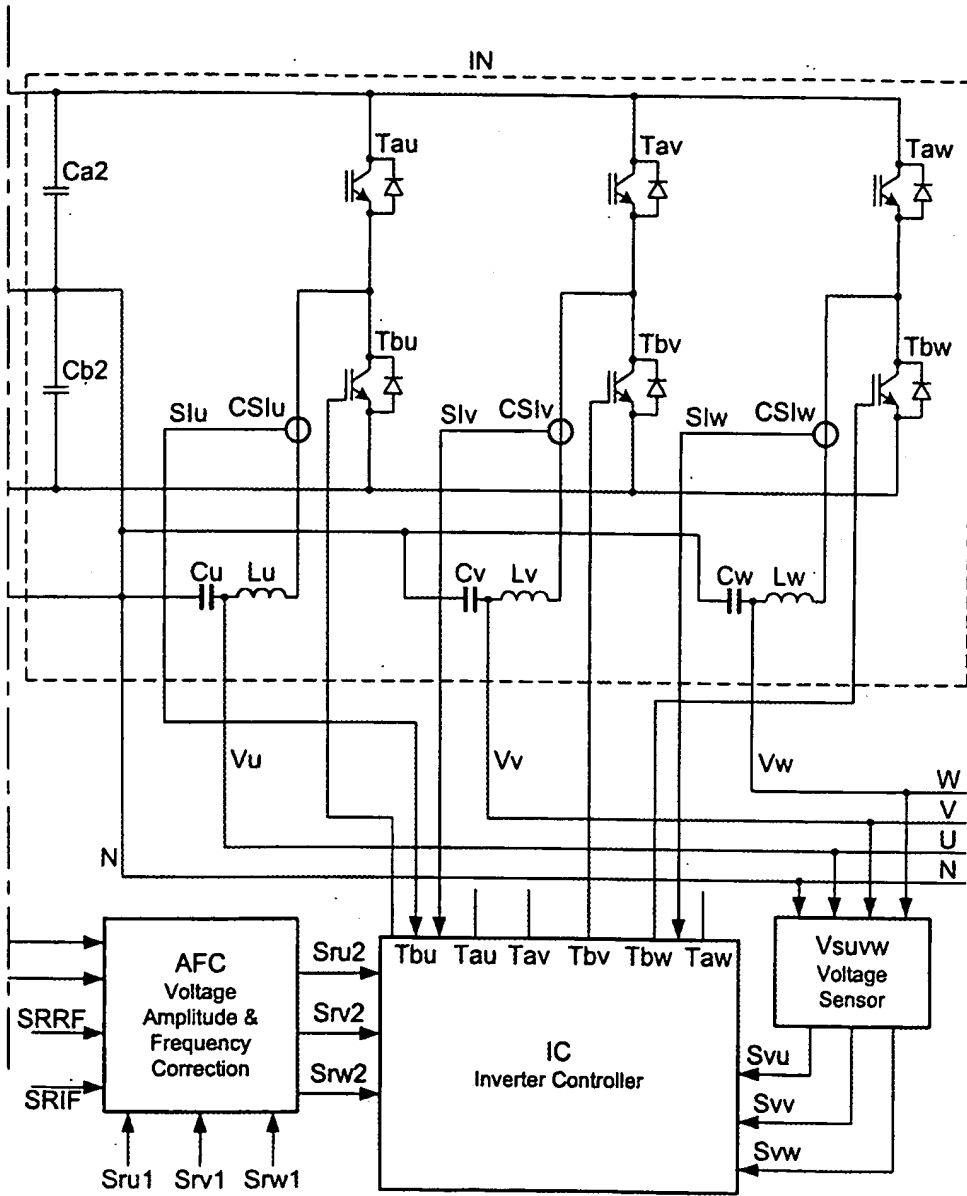 IN
Ca2
Tau
Tav
Taw
Cb2
Tbu
Tbv
Tbw
SIu
CSIu
SIv
CSIv
SIw
CSIw
Cu
Lu
Cv
Lv
Cw
Lw
Vu
Vv
Vw
W
V
U
N
N
AFC
Voltage
Amplitude &
Frequency
Correction
SRRF
SRIF
Sru1
Srv1
Srw1
Sru2
Srv2
Srw2
Tbu
Tau
Tav
Tbv
Tbw
Taw
IC
Inverter Controller
Vsuvw
Voltage
Sensor
Svu
Svv
Svw